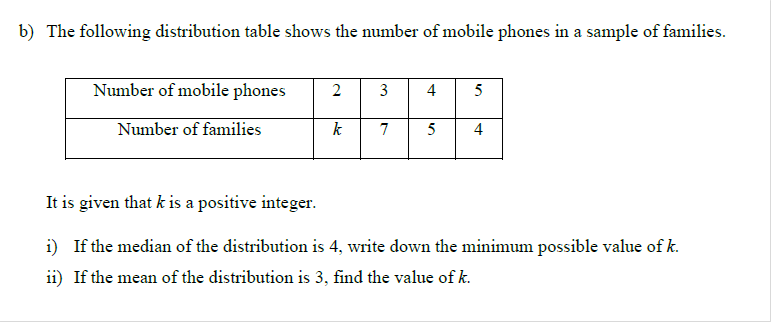 b) The following distribution table shows the number of mobile phones in a sample of families.
Number of mobile phones 2 3 4 5
Number of families k 7 5 4
It is given that k is a positive integer.
i) If the median of the distribution is 4, write down the minimum possible value of k.
ii) If the mean of the distribution is 3, find the value of k.